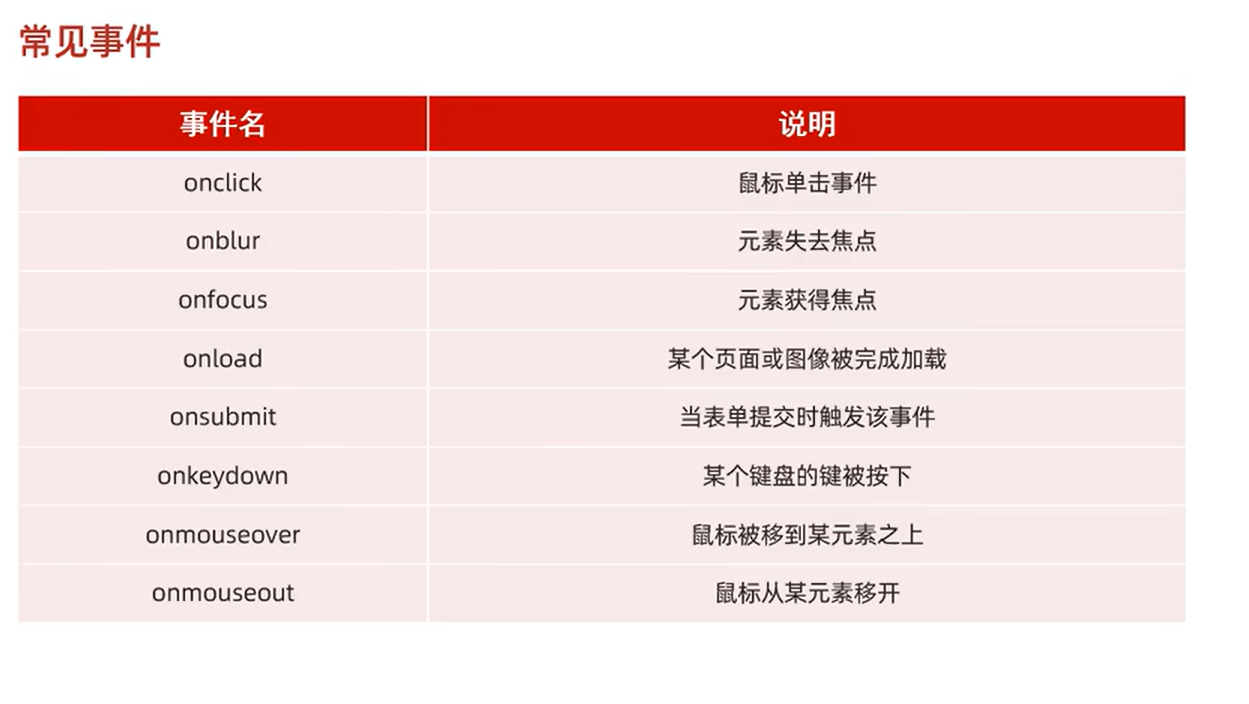 常见事件
事件名 说明
onclick 鼠标单击事件
onblur 元素失去焦点
onfocus 元素获得焦点
onload 某个页面或图像被完成加载
onsubmit 当表单提交时触发该事件
onkeydown 某个键盘的键被按下
onmouseover 鼠标被移到某元素之上
onmouseout 鼠标从某元素移开